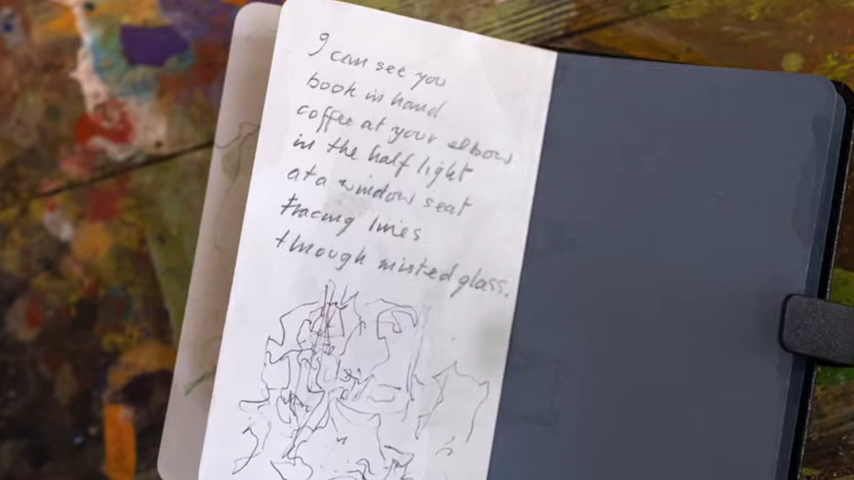 I can see you
book in hand
coffee at your elbow
in the half light
at a window seat
tracing lines
through misted glass.